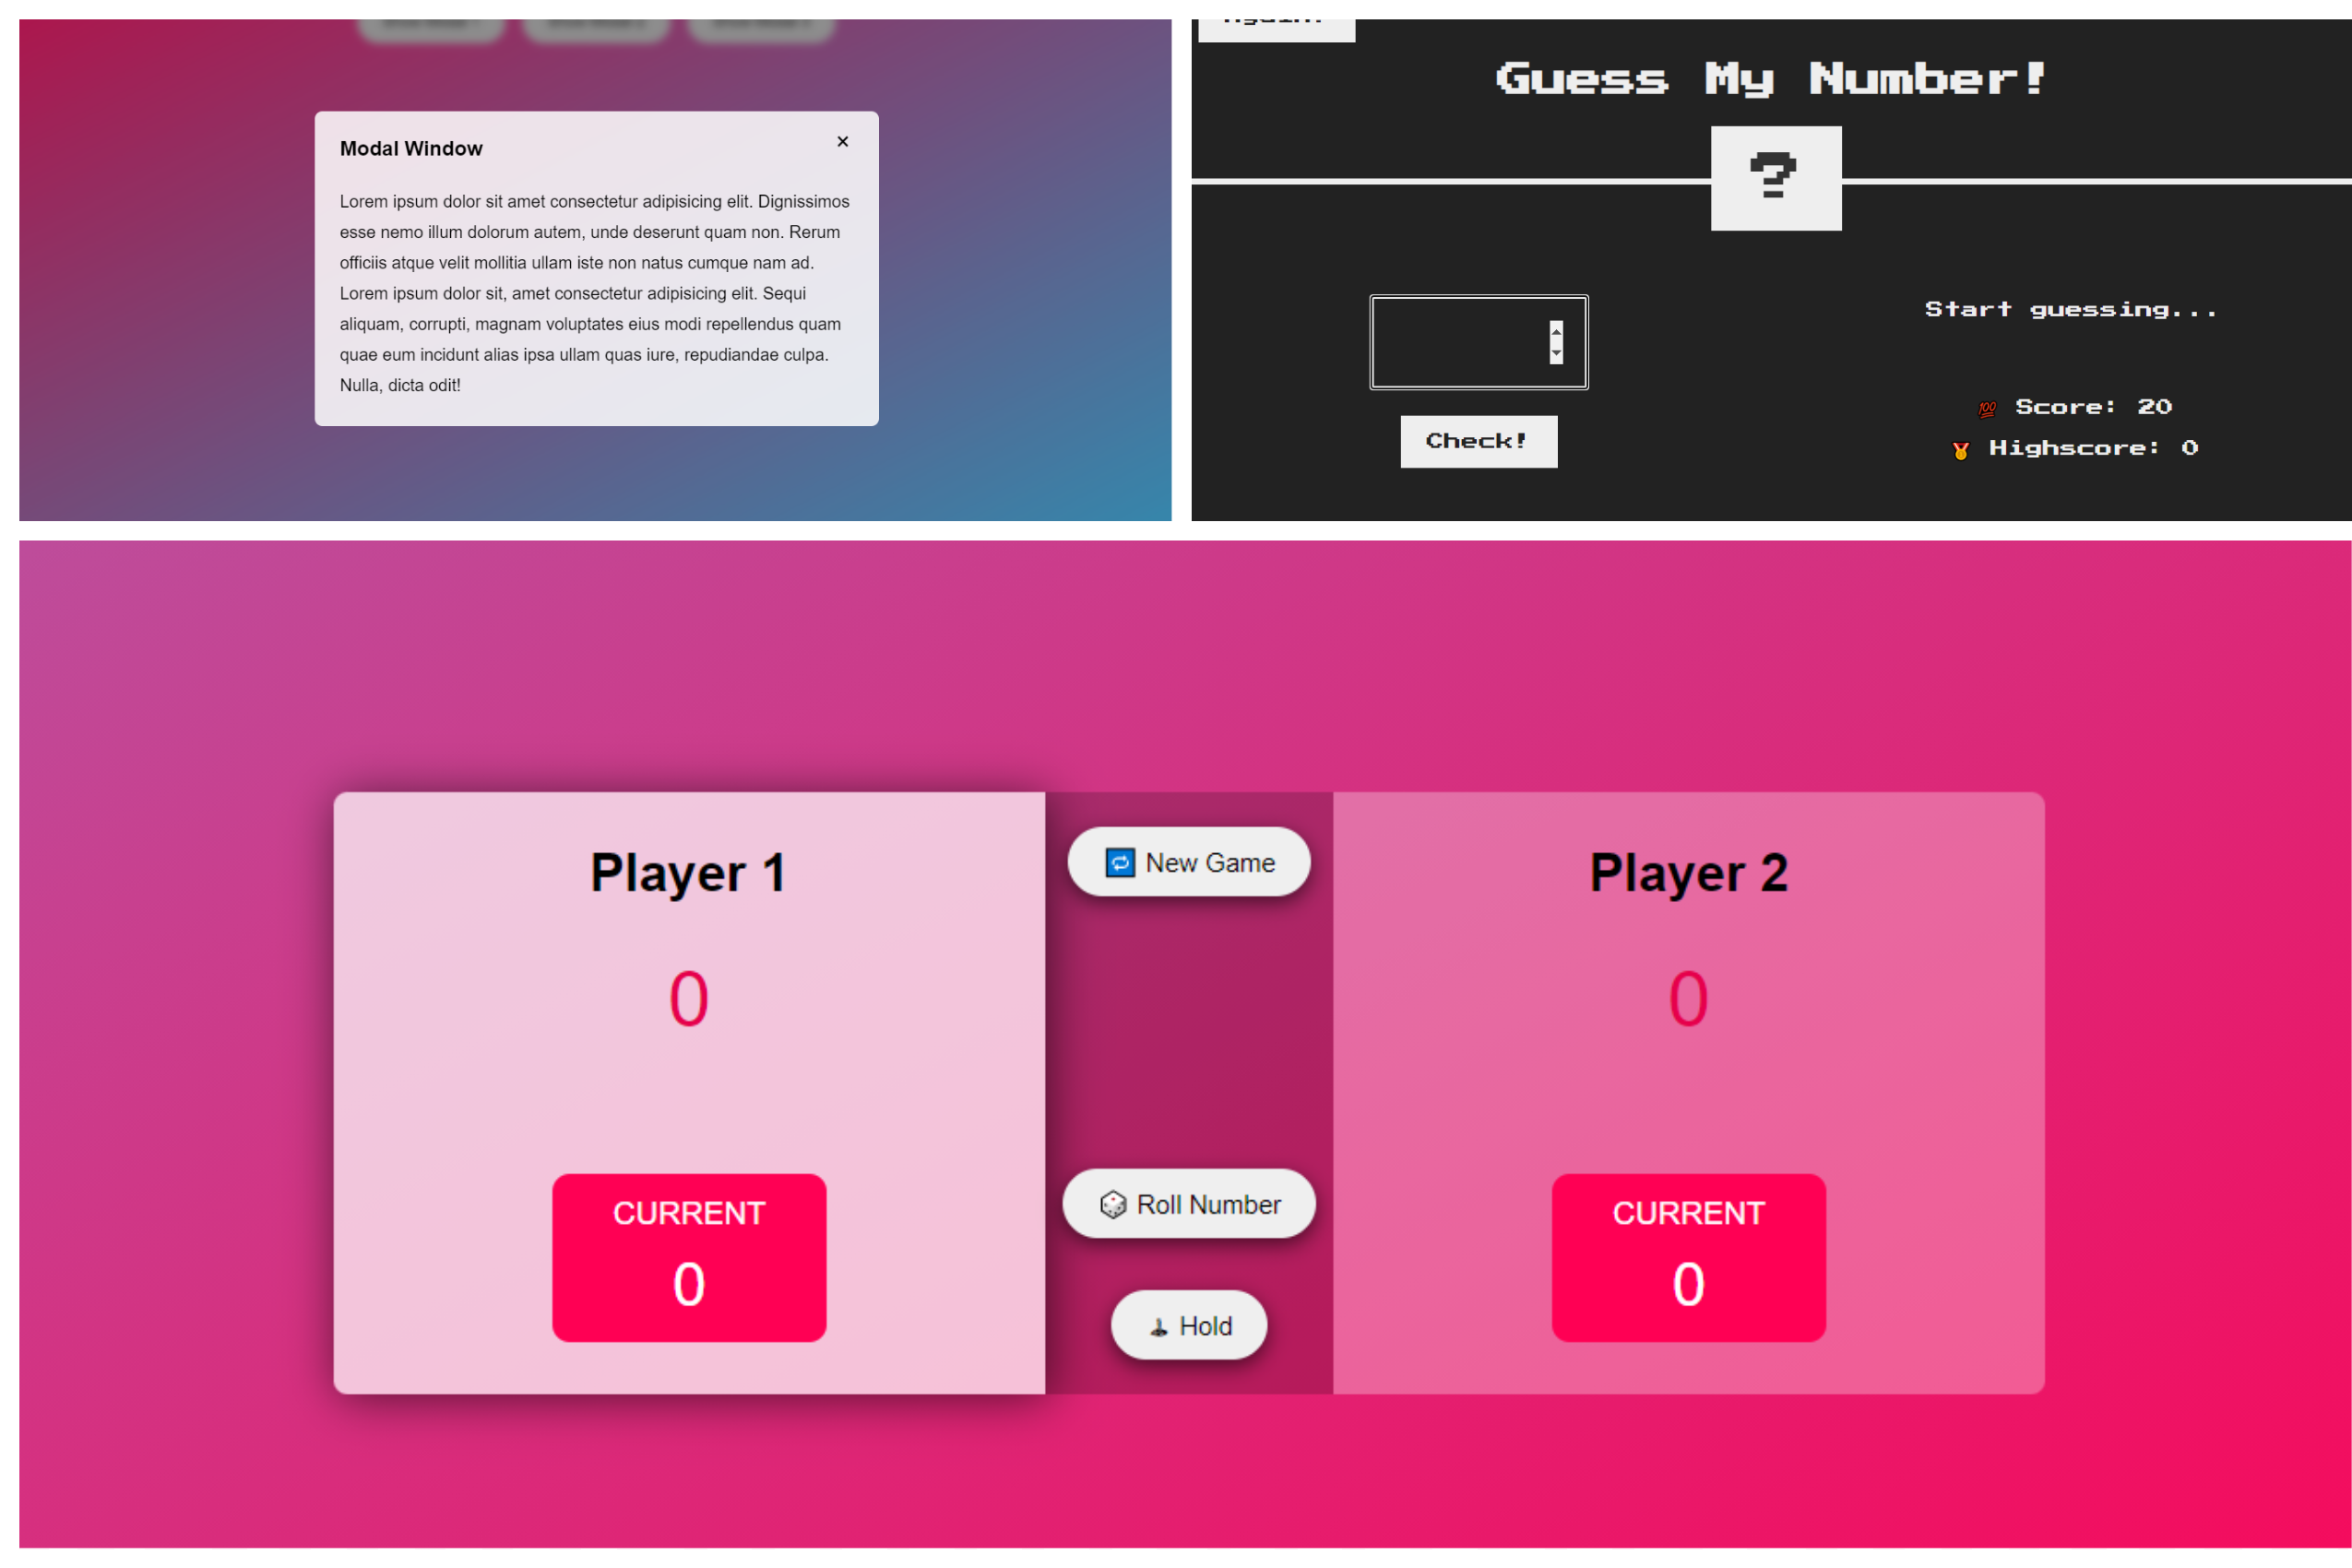 Modal Window
×
Lorem ipsum dolor sit amet consectetur adipisicing elit. Dignissimos
esse nemo illum dolorum autem, unde deserunt quam non. Rerum
officiis atque velit mollitia ullam iste non natus cumque nam ad.
Lorem ipsum dolor sit, amet consectetur adipisicing elit. Sequi
aliquam, corrupti, magnam voluptates eius modi repellendus quam
quae eum incidunt alias ipsa ullam quas iure, repudiandae culpa.
Nulla, dicta odit!
Again!
Guess My Number!
?
Start guessing...
Check!
💯 Score: 20
🥇 Highscore: 0
Player 1
0
CURRENT
0
🔁 New Game
🎲 Roll Number
🕹 Hold
Player 2
0
CURRENT
0